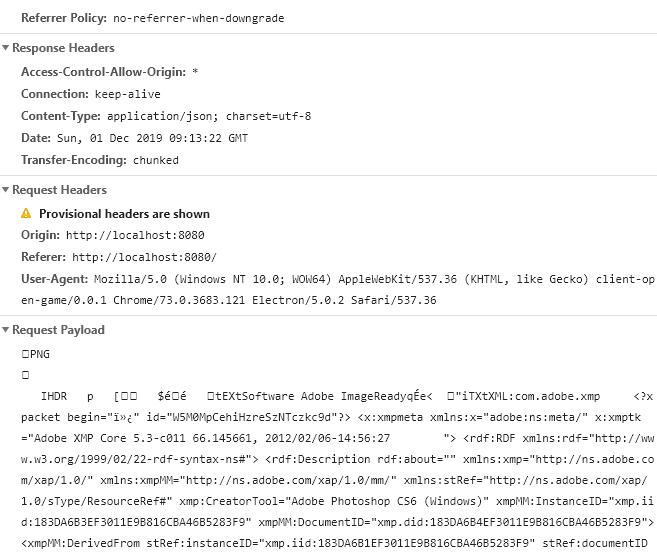 Referrer Policy: no-referrer-when-downgrade
Response Headers
Access-Control-Allow-Origin: *
Connection: keep-alive
Content-Type: application/json; charset=utf-8
Date: Sun, 01 Dec 2019 09:13:22 GMT
Transfer-Encoding: chunked
Request Headers
Provisional headers are shown
Origin: http://localhost:8080
Referer: http://localhost:8080/
User-Agent: Mozilla/5.0 (Windows NT 10.0; WOW64) AppleWebKit/537.36 (KHTML, like Gecko) client-op
en-game/0.0.1 Chrome/73.0.3683.121 Electron/5.0.2 Safari/537.36
Request Payload
□PNG
□
IHDR p [□□ $é□é □tEXtSoftware Adobe ImageReadyqÉe< □"iTXtXML:com.adobe.xmp <?x
packet begin="ï»¿" id="W5M0MpCehiHzreSzNTczkc9d"?> <x:xmpmeta xmlns:x="adobe:ns:meta/" x:xmptk
="Adobe XMP Core 5.3-c011 66.145661, 2012/02/06-14:56:27 "> <rdf:RDF xmlns:rdf="http://ww
w.w3.org/1999/02/22-rdf-syntax-ns#"> <rdf:Description rdf:about="" xmlns:xmp="http://ns.adobe.co
m/xap/1.0/" xmlns:xmpMM="http://ns.adobe.com/xap/1.0/mm/" xmlns:stRef="http://ns.adobe.com/xap/
1.0/sType/ResourceRef#" xmp:CreatorTool="Adobe Photoshop CS6 (Windows)" xmpMM:InstanceID="xmp.ii
d:183DA6B3EF3011E9B816CBA46B5283F9" xmpMM:DocumentID="xmp.did:183DA6B4EF3011E9B816CBA46B5283F9">
<xmpMM:DerivedFrom stRef:instanceID="xmp.iid:183DA6B1EF3011E9B816CBA46B5283F9" stRef:documentID